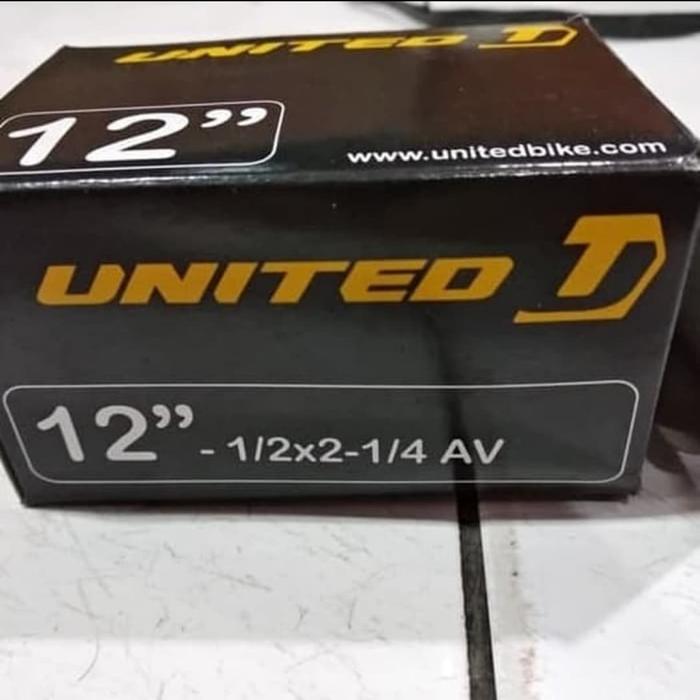 UNITED
12”
www.unitedbike.com
UNITED
12” - 1/2x2-1/4 AV